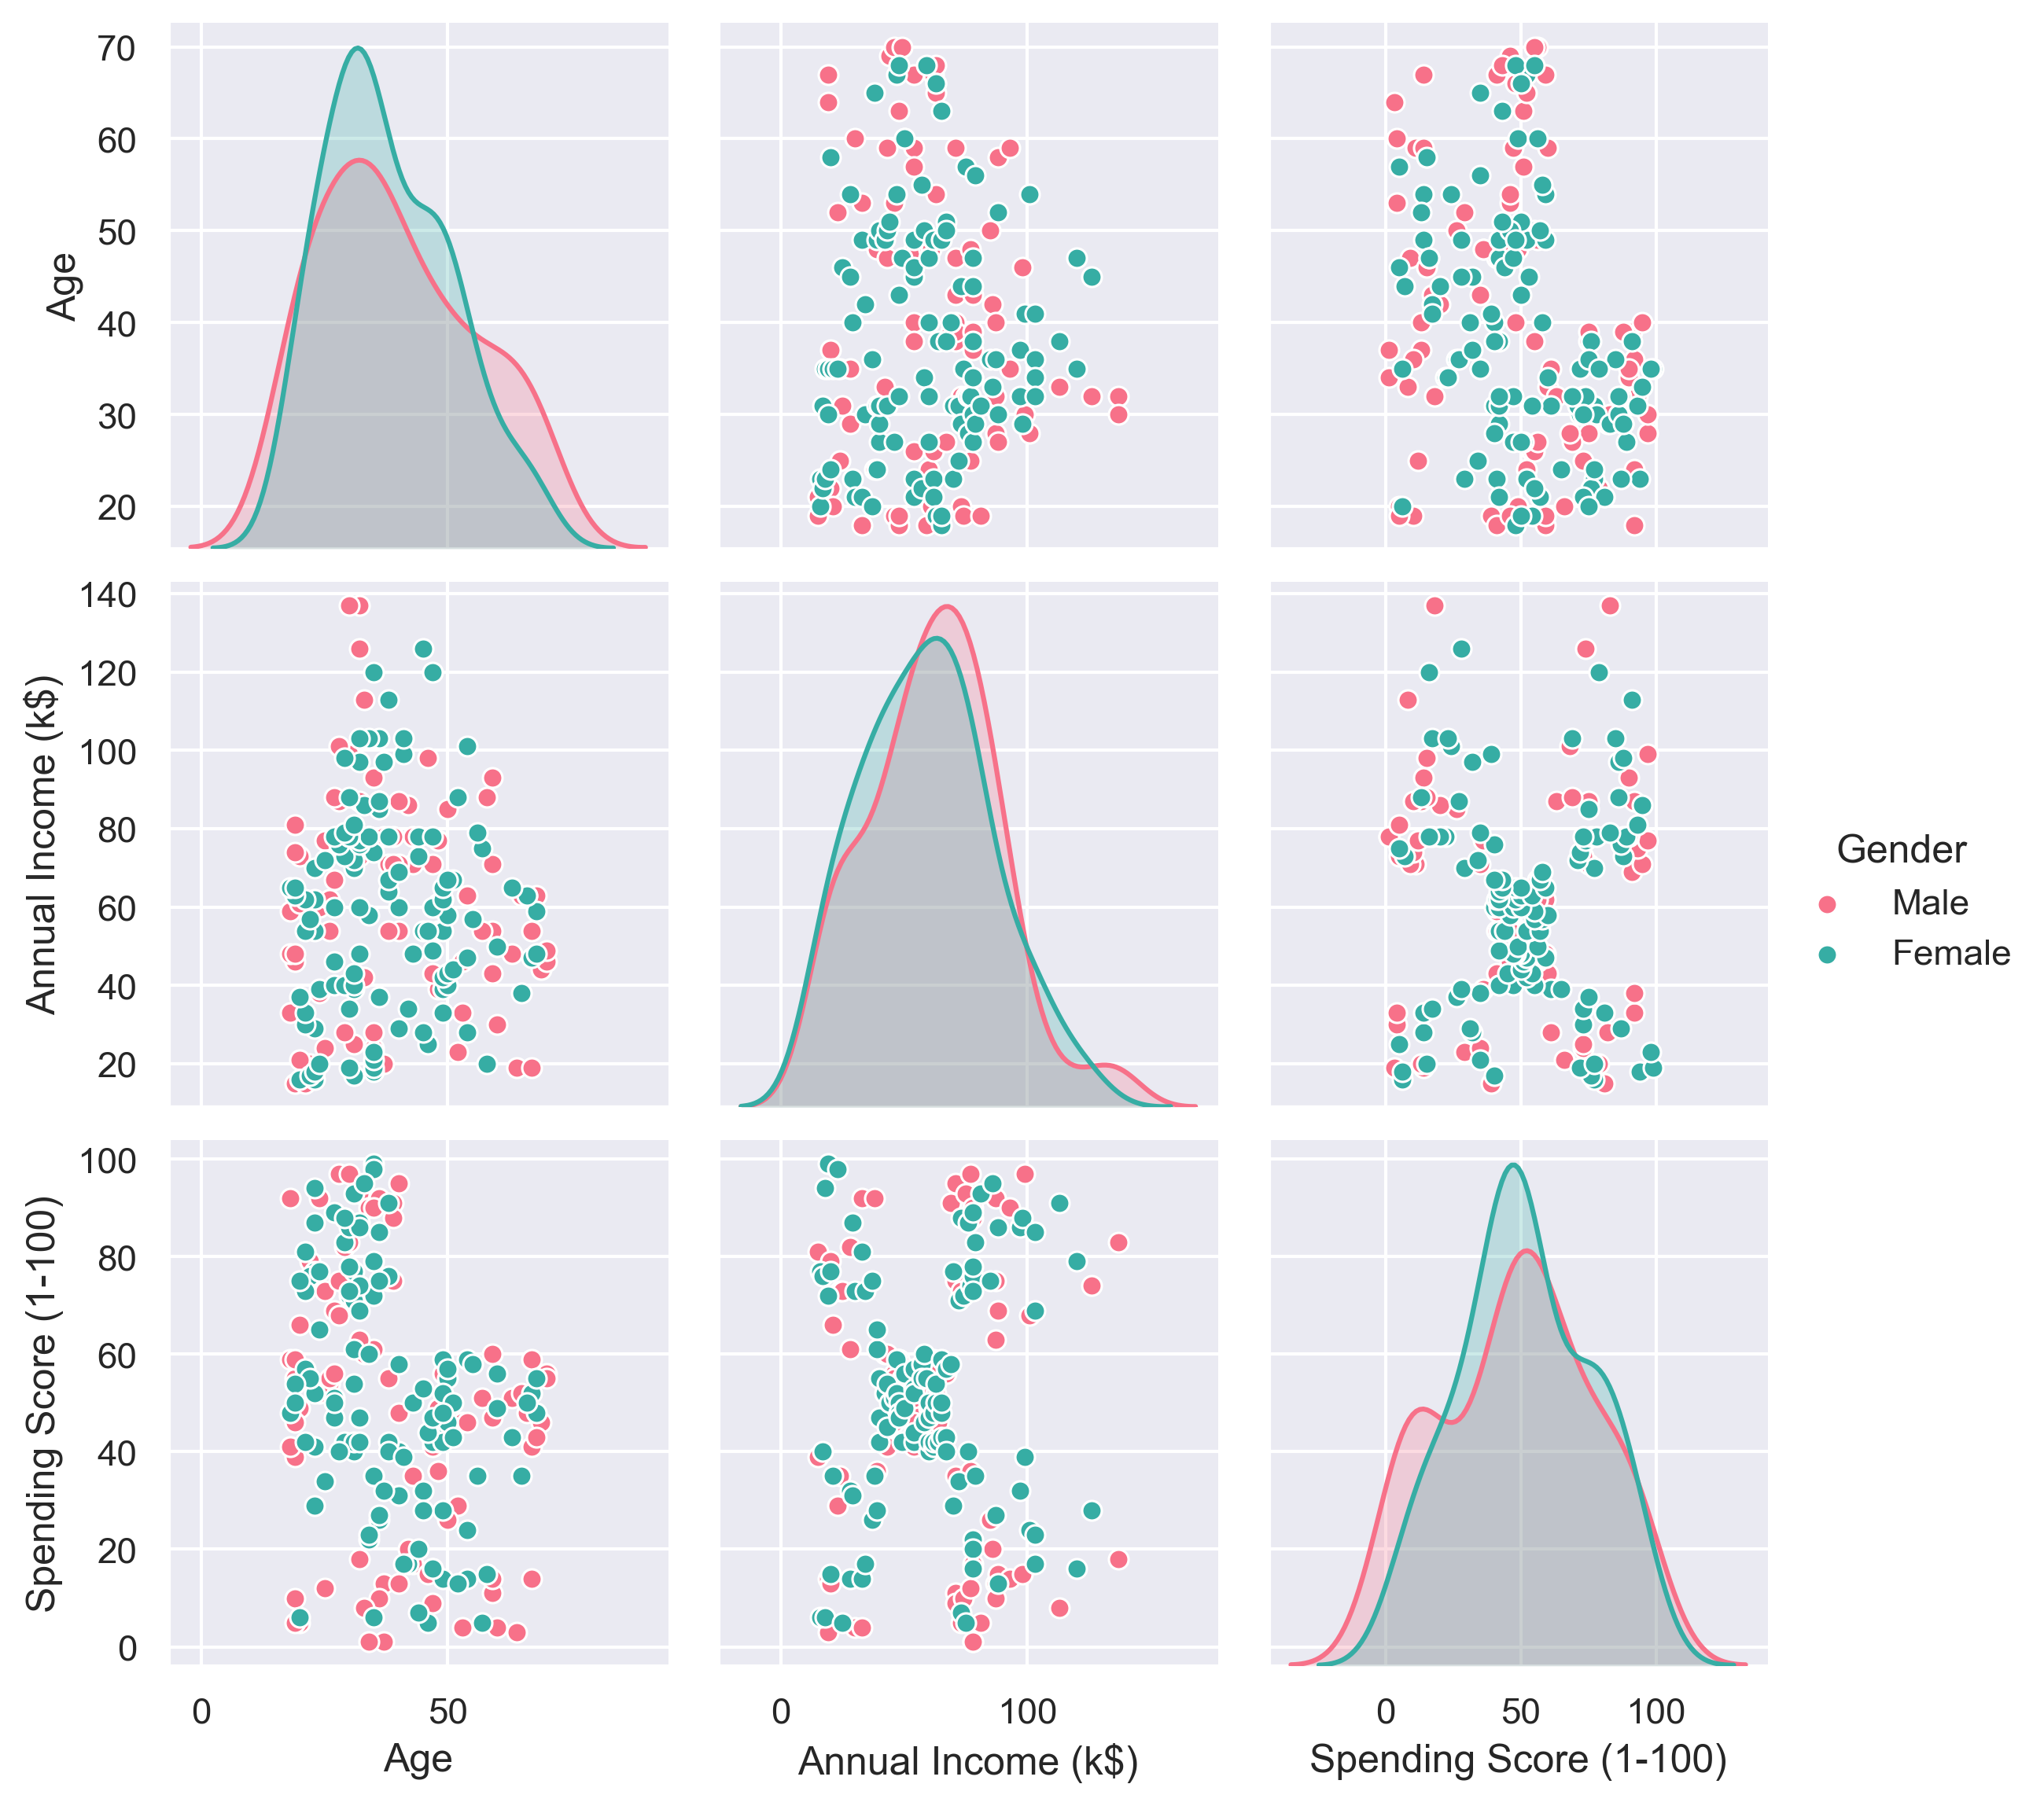 70
60
50
40
30
20
Age
140
120
100
80
60
40
20
Annual Income (k$)
Gender
Male
Female
100
80
60
40
20
0
Spending Score (1-100)
0 50
0 100
0 50 100
Age
Annual Income (k$)
Spending Score (1-100)